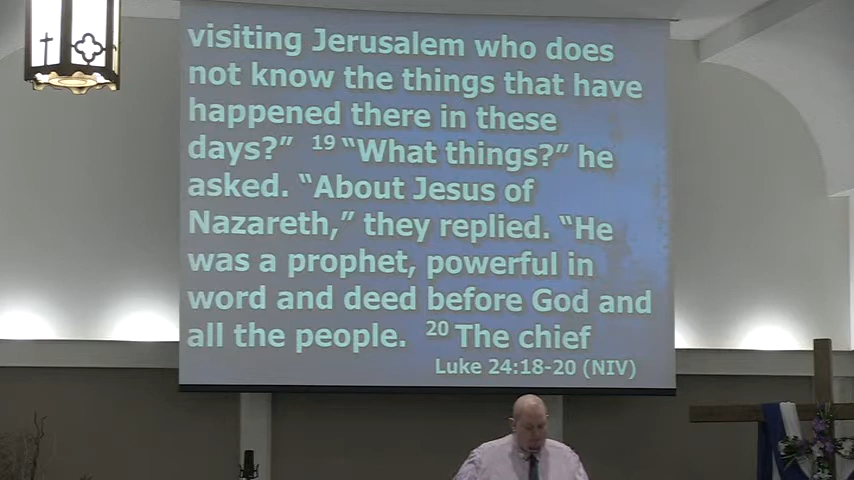 visiting Jerusalem who does
not know the things that have
happened there in these
days?” 19 “What things?” he
asked. “About Jesus of
Nazareth,” they replied. “He
was a prophet, powerful in
word and deed before God and
all the people. 20 The chief
Luke 24:18-20 (NIV)